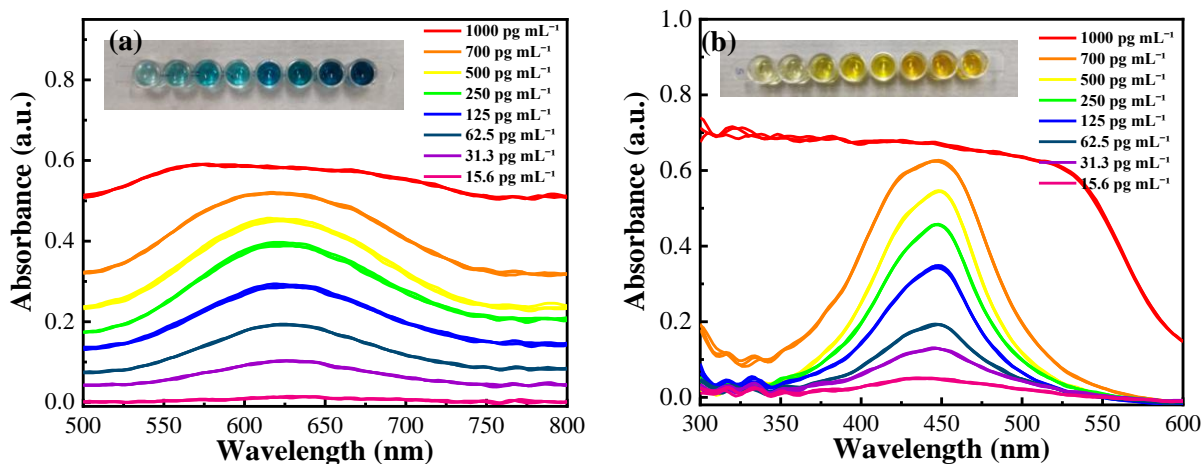 (a)
1000 pg mL⁻¹
700 pg mL⁻¹
500 pg mL⁻¹
250 pg mL⁻¹
125 pg mL⁻¹
62.5 pg mL⁻¹
31.3 pg mL⁻¹
15.6 pg mL⁻¹
Absorbance (a.u.)
0.8
0.6
0.4
0.2
0.0
500 550 600 650 700 750 800
Wavelength (nm)
(b)
1000 pg mL⁻¹
700 pg mL⁻¹
500 pg mL⁻¹
250 pg mL⁻¹
125 pg mL⁻¹
62.5 pg mL⁻¹
31.3 pg mL⁻¹
15.6 pg mL⁻¹
Absorbance (a.u.)
1.0
0.8
0.6
0.4
0.2
0.0
300 350 400 450 500 550 600
Wavelength (nm)